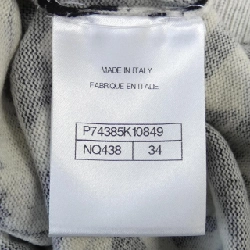 MADE IN ITALY
FABRIQUE EN ITALIE
P74385K10849
NQ438 34